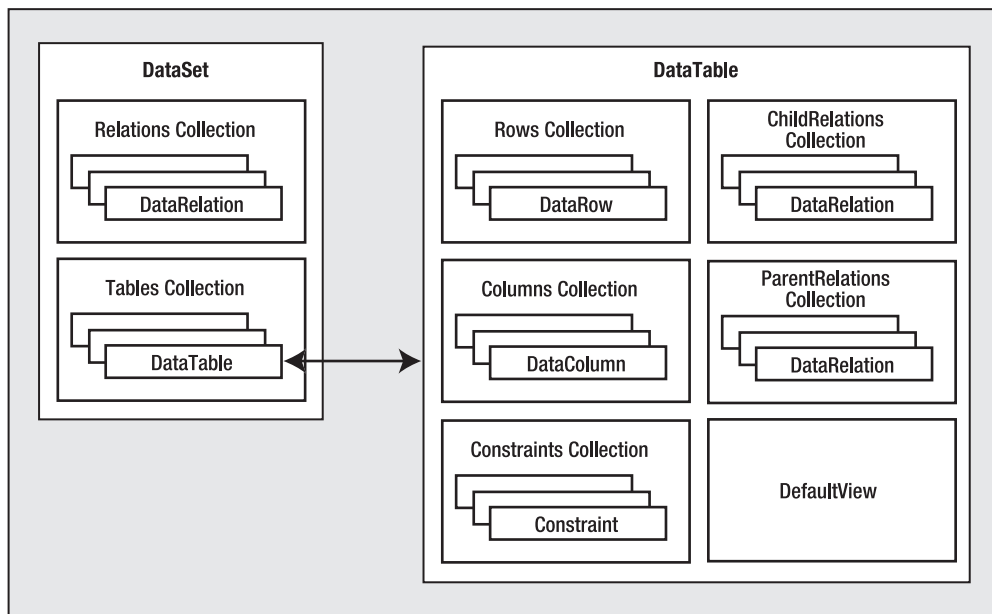 DataSet
Relations Collection
DataRelation
Tables Collection
DataTable
DataTable
Rows Collection
DataRow
ChildRelations
Collection
DataRelation
Columns Collection
DataColumn
ParentRelations
Collection
DataRelation
Constraints Collection
Constraint
DefaultView